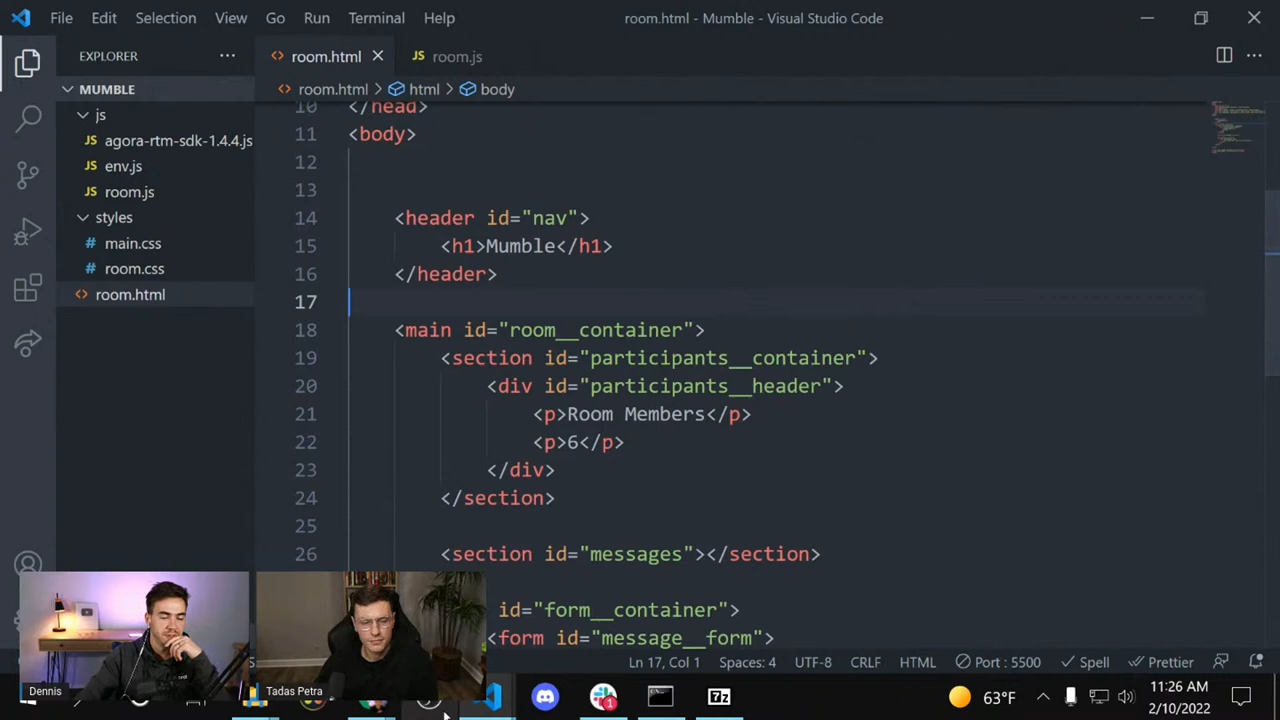 File Edit Selection View Go Run Terminal Help room.html - Mumble - Visual Studio Code
EXPLORER
room.html
JS room.js
MUMBLE
room.html > html > body
js
JS agora-rtm-sdk-1.4.4.js
JS env.js
JS room.js
styles
# main.css
# room.css
<> room.html
10 </head>
11 <body>
12
13
14 <header id="nav">
15 <h1>Mumble</h1>
16 </header>
17
18 <main id="room__container">
19 <section id="participants__container">
20 <div id="participants__header">
21 <p>Room Members</p>
22 <p>6</p>
23 </div>
24 </section>
25
26 <section id="messages"></section>
id="form__container">
<form id="message__form">
Dennis
Tadas Petra
Ln 17, Col 1 Spaces: 4 UTF-8 CRLF HTML Port : 5500 Spell Prettier
7z
1
63°F
11:26 AM
2/10/2022